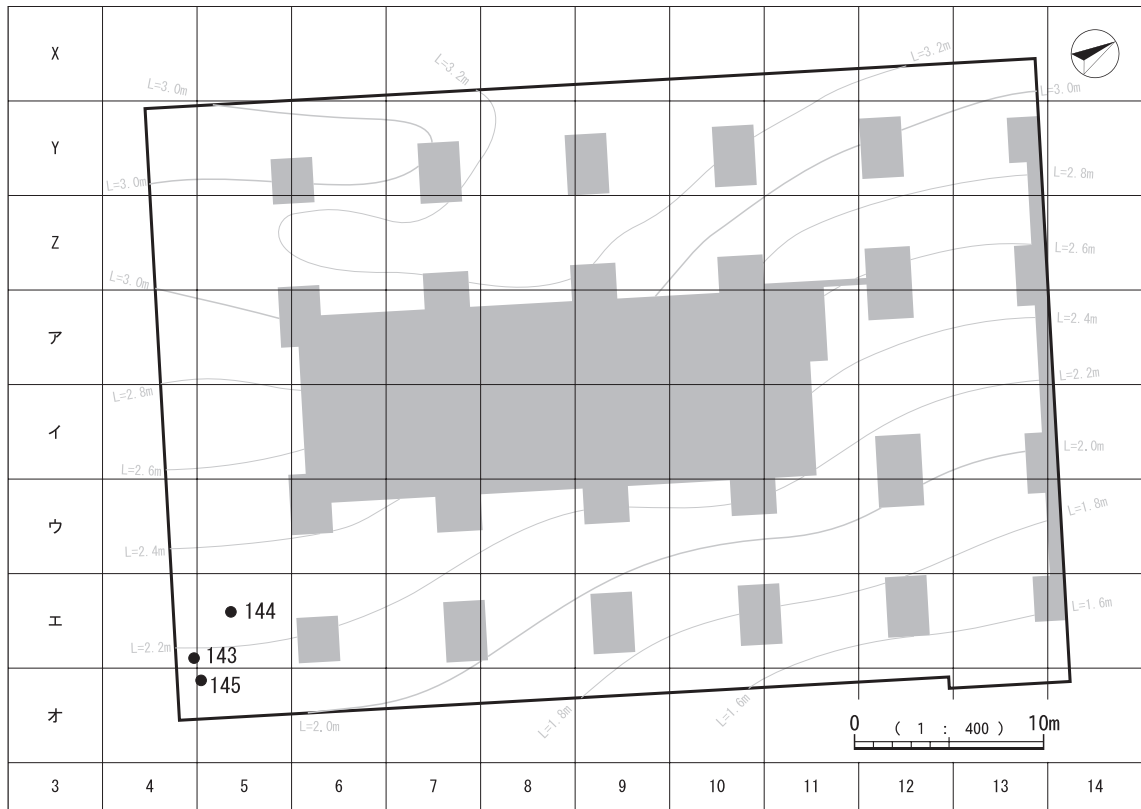 X
L=3.0m
L=3.2m
L=3.2m
L=3.0m
Y
L=3.0m
L=2.8m
Z
L=3.0m
L=2.6m
ア
L=2.4m
L=2.8m
L=2.2m
イ
L=2.6m
L=2.0m
ウ
L=2.4m
L=1.8m
エ
144
L=1.6m
L=2.2m
143
145
オ
L=2.0m
L=1.8m
L=1.6m
0 ( 1 : 400 ) 10m
3 4 5 6 7 8 9 10 11 12 13 14